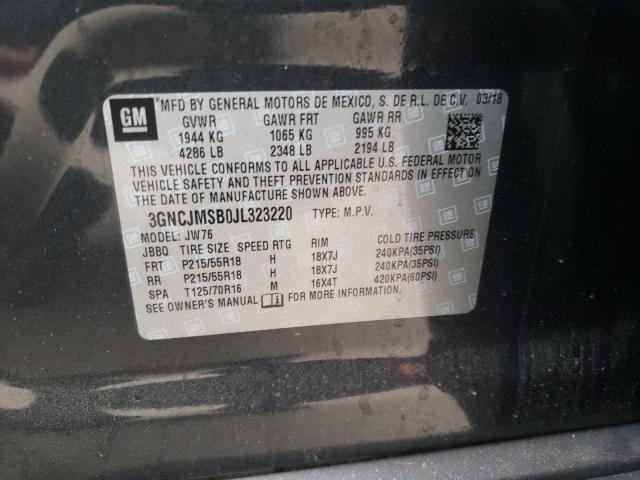 GM
MFD BY GENERAL MOTORS DE MEXICO, S. DE R.L. DE C.V. 03/18
GVWR GAWR FRT GAWR RR
1944 KG 1065 KG 995 KG
4286 LB 2348 LB 2194 LB
THIS VEHICLE CONFORMS TO ALL APPLICABLE U.S. FEDERAL MOTOR
VEHICLE SAFETY AND THEFT PREVENTION STANDARDS IN EFFECT ON
THE DATE OF MANUFACTURE SHOWN ABOVE.
3GNCJMSB0JL323220 TYPE: M.P.V.
MODEL: JW76
JBBQ TIRE SIZE SPEED RTG RIM COLD TIRE PRESSURE
FRT P215/55R18 H 18X7J 240KPA(35PSI)
RR P215/55R18 H 18X7J 240KPA(35PSI)
SPA T125/70R16 M 16X4T 420KPA(60PSI)
SEE OWNER'S MANUAL FOR MORE INFORMATION.